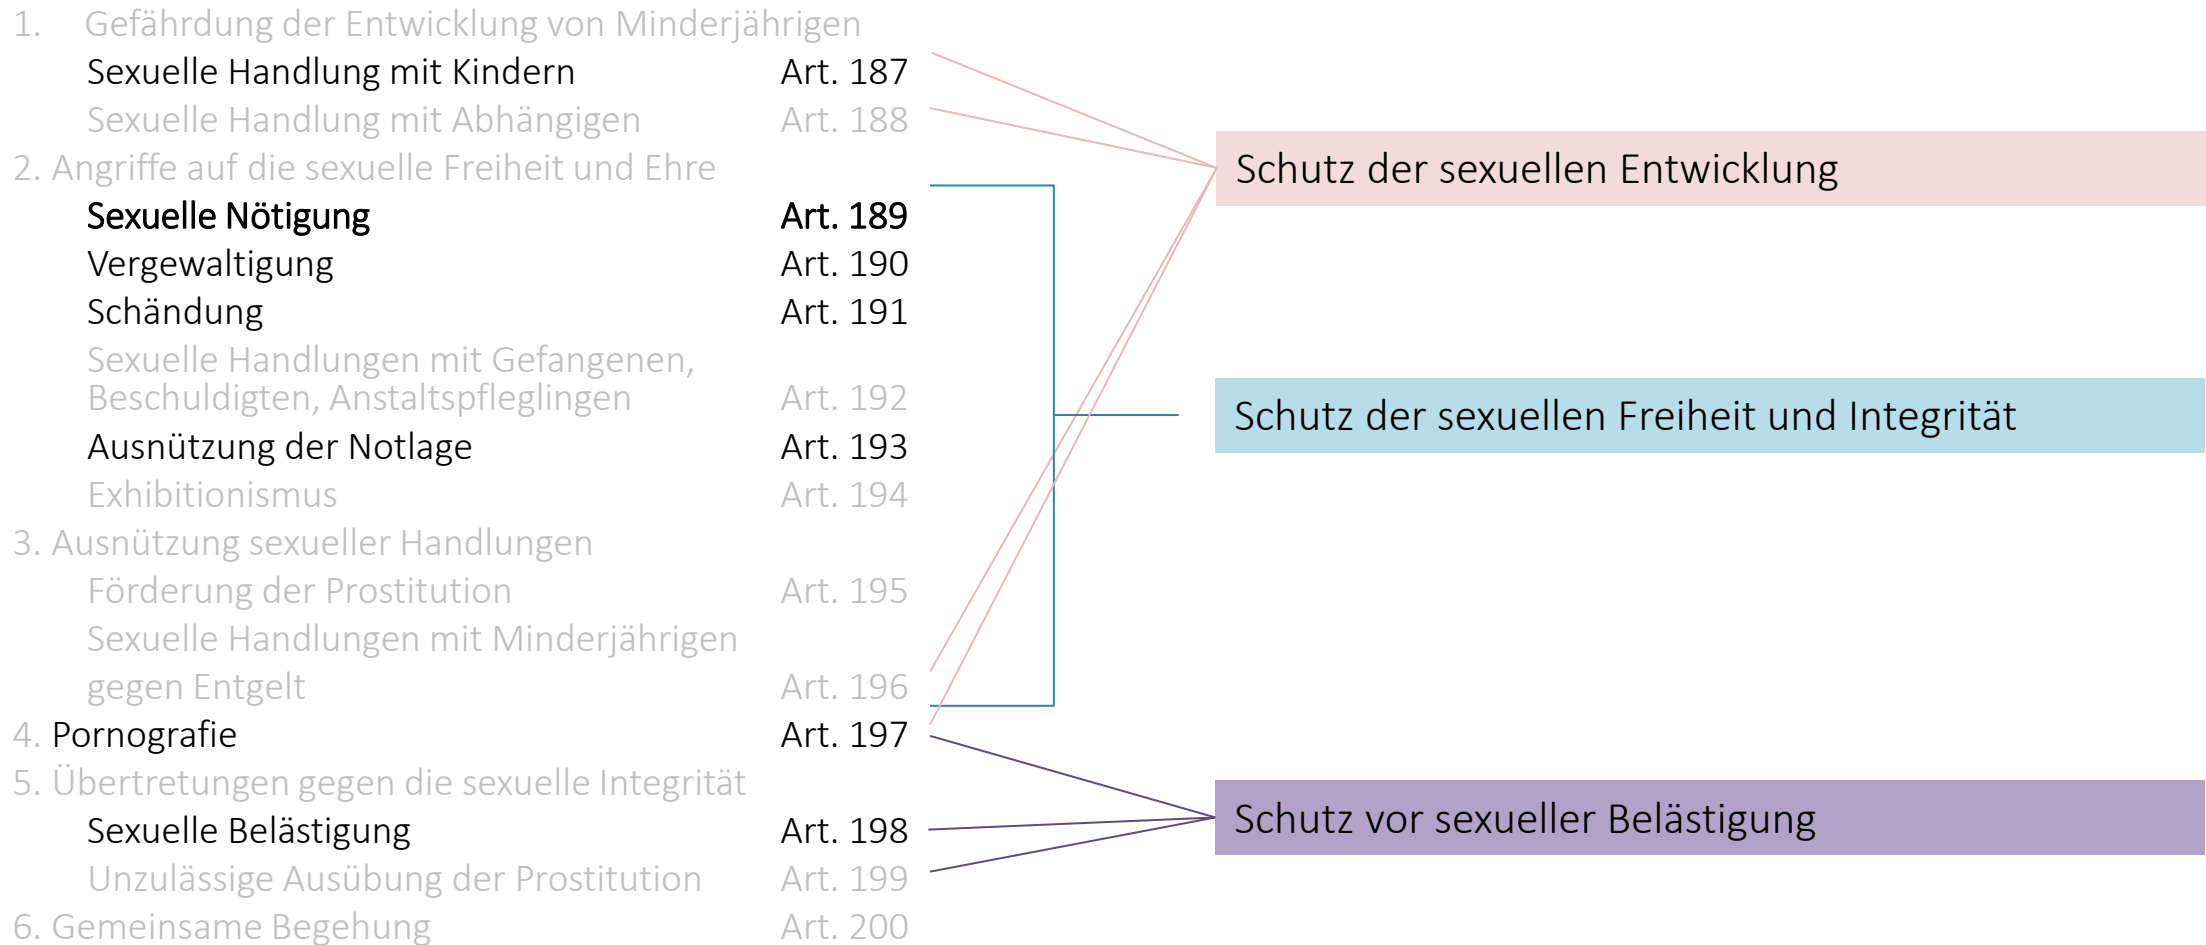 1. Gefährdung der Entwicklung von Minderjährigen
Sexuelle Handlung mit Kindern Art. 187
Sexuelle Handlung mit Abhängigen Art. 188
2. Angriffe auf die sexuelle Freiheit und Ehre
Sexuelle Nötigung Art. 189
Vergewaltigung Art. 190
Schändung Art. 191
Sexuelle Handlungen mit Gefangenen,
Beschuldigten, Anstaltspfleglingen Art. 192
Ausnützung der Notlage Art. 193
Exhibitionismus Art. 194
3. Ausnützung sexueller Handlungen
Förderung der Prostitution Art. 195
Sexuelle Handlungen mit Minderjährigen
gegen Entgelt Art. 196
4. Pornografie Art. 197
5. Übertretungen gegen die sexuelle Integrität
Sexuelle Belästigung Art. 198
Unzulässige Ausübung der Prostitution Art. 199
6. Gemeinsame Begehung Art. 200
Schutz der sexuellen Entwicklung
Schutz der sexuellen Freiheit und Integrität
Schutz vor sexueller Belästigung